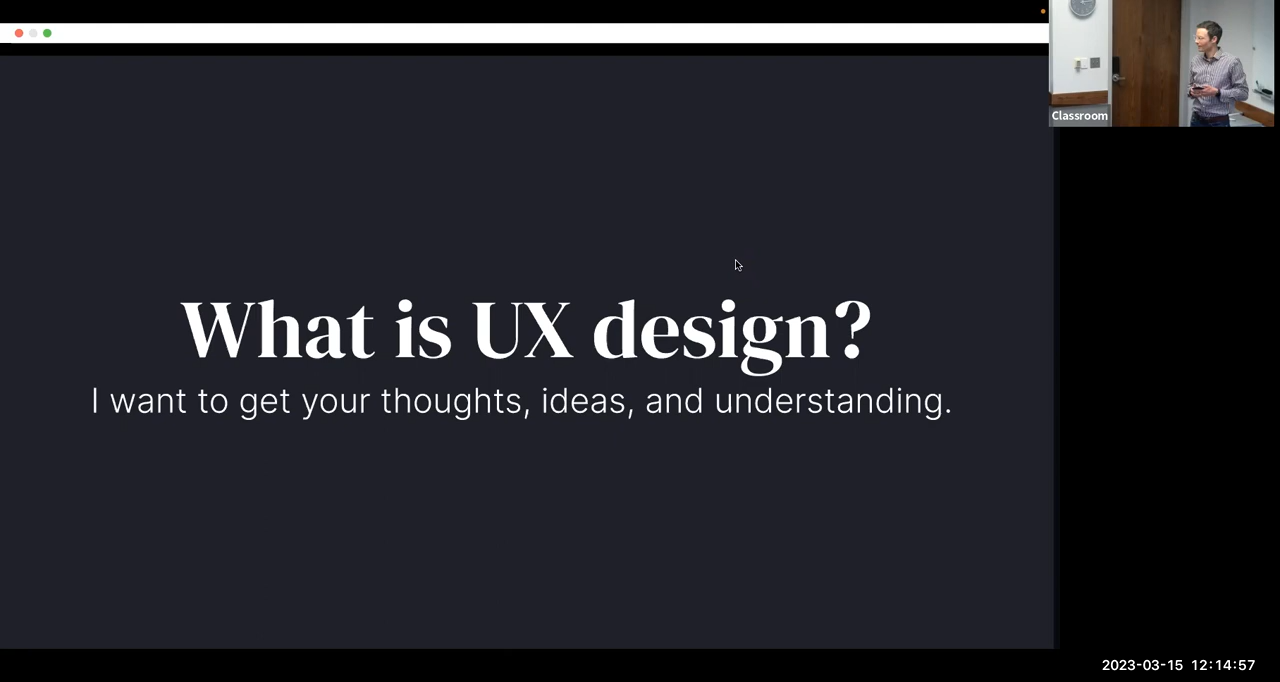 Classroom
What is UX design?
I want to get your thoughts, ideas, and understanding.
2023-03-15 12:14:57